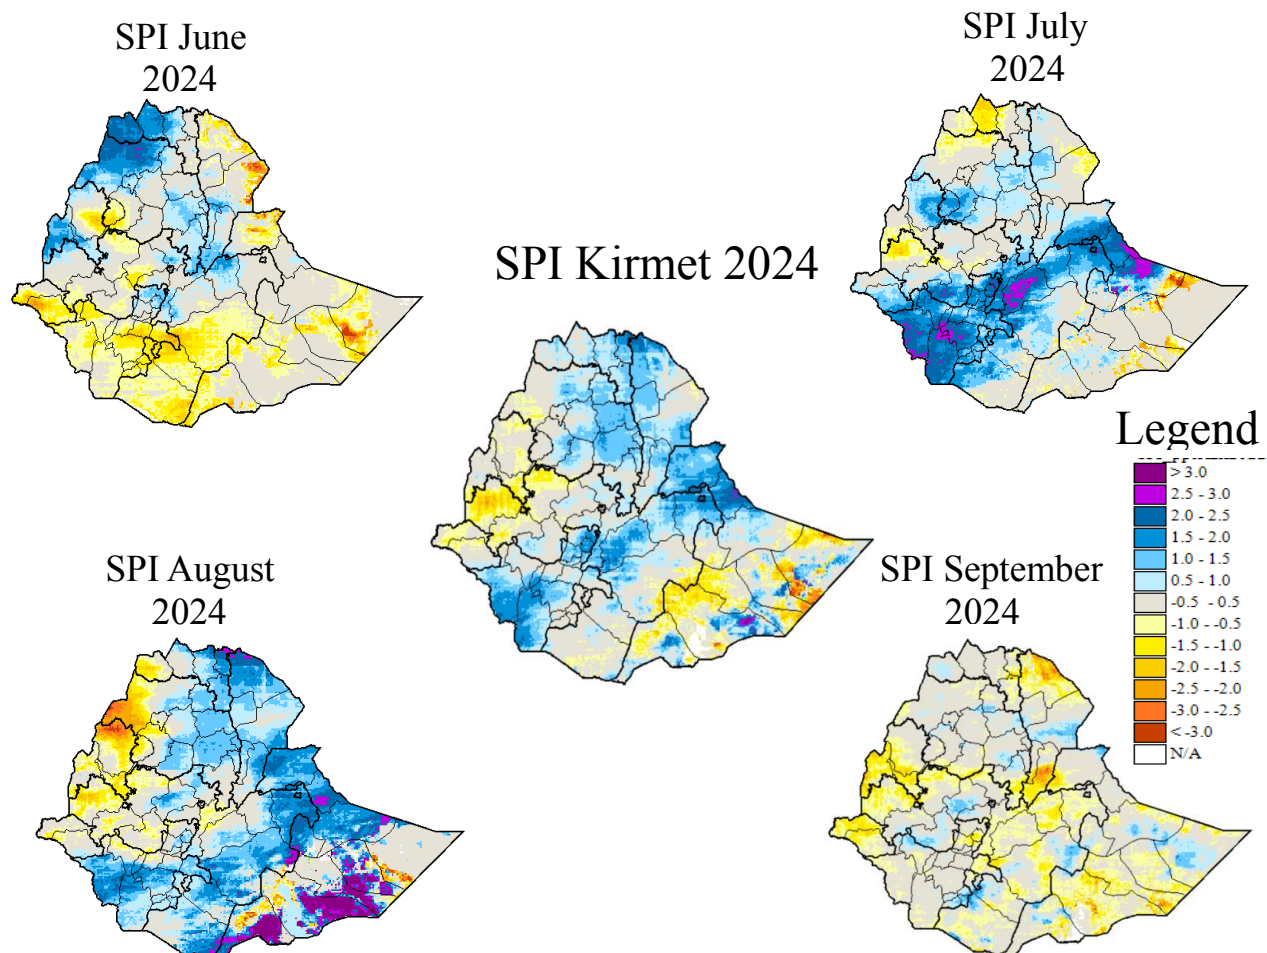 SPI June
2024
SPI July
2024
SPI Kirmet 2024
Legend
> 3.0
2.5 - 3.0
2.0 - 2.5
1.5 - 2.0
1.0 - 1.5
0.5 - 1.0
-0.5 - 0.5
-1.0 - -0.5
-1.5 - -1.0
-2.0 - -1.5
-2.5 - -2.0
-3.0 - -2.5
< -3.0
N/A
SPI August
2024
SPI September
2024